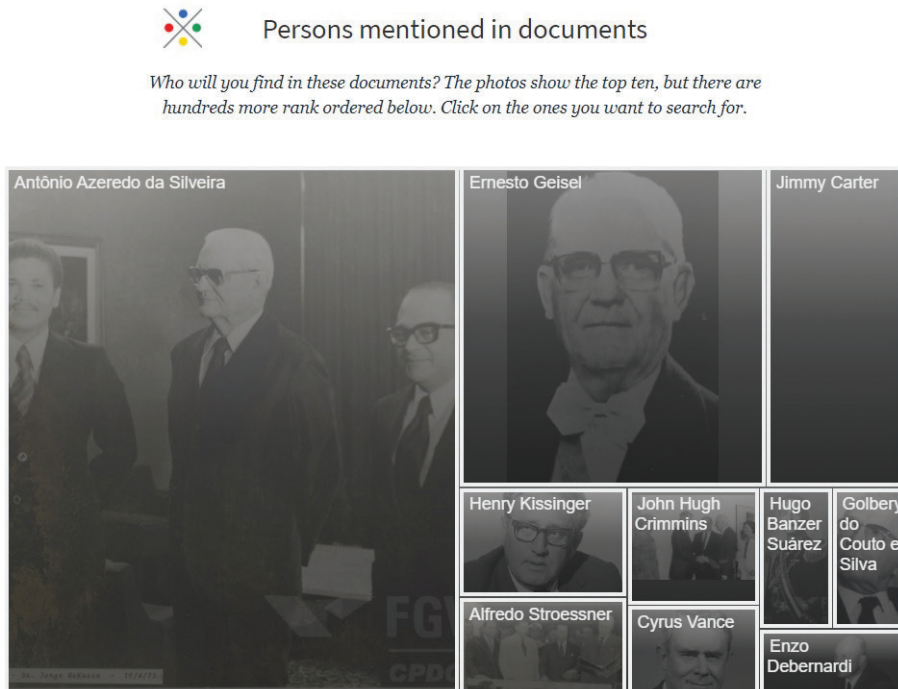 Persons mentioned in documents
Who will you find in these documents? The photos show the top ten, but there are
hundreds more rank ordered below. Click on the ones you want to search for.
Antônio Azeredo da Silveira
Ernesto Geisel
Jimmy Carter
Henry Kissinger
John Hugh
Crimmins
Hugo
Banzer
Suárez
Golbery
do
Couto e
Silva
Alfredo Stroessner
Cyrus Vance
Enzo
Debernardi
FGV
CPDOC